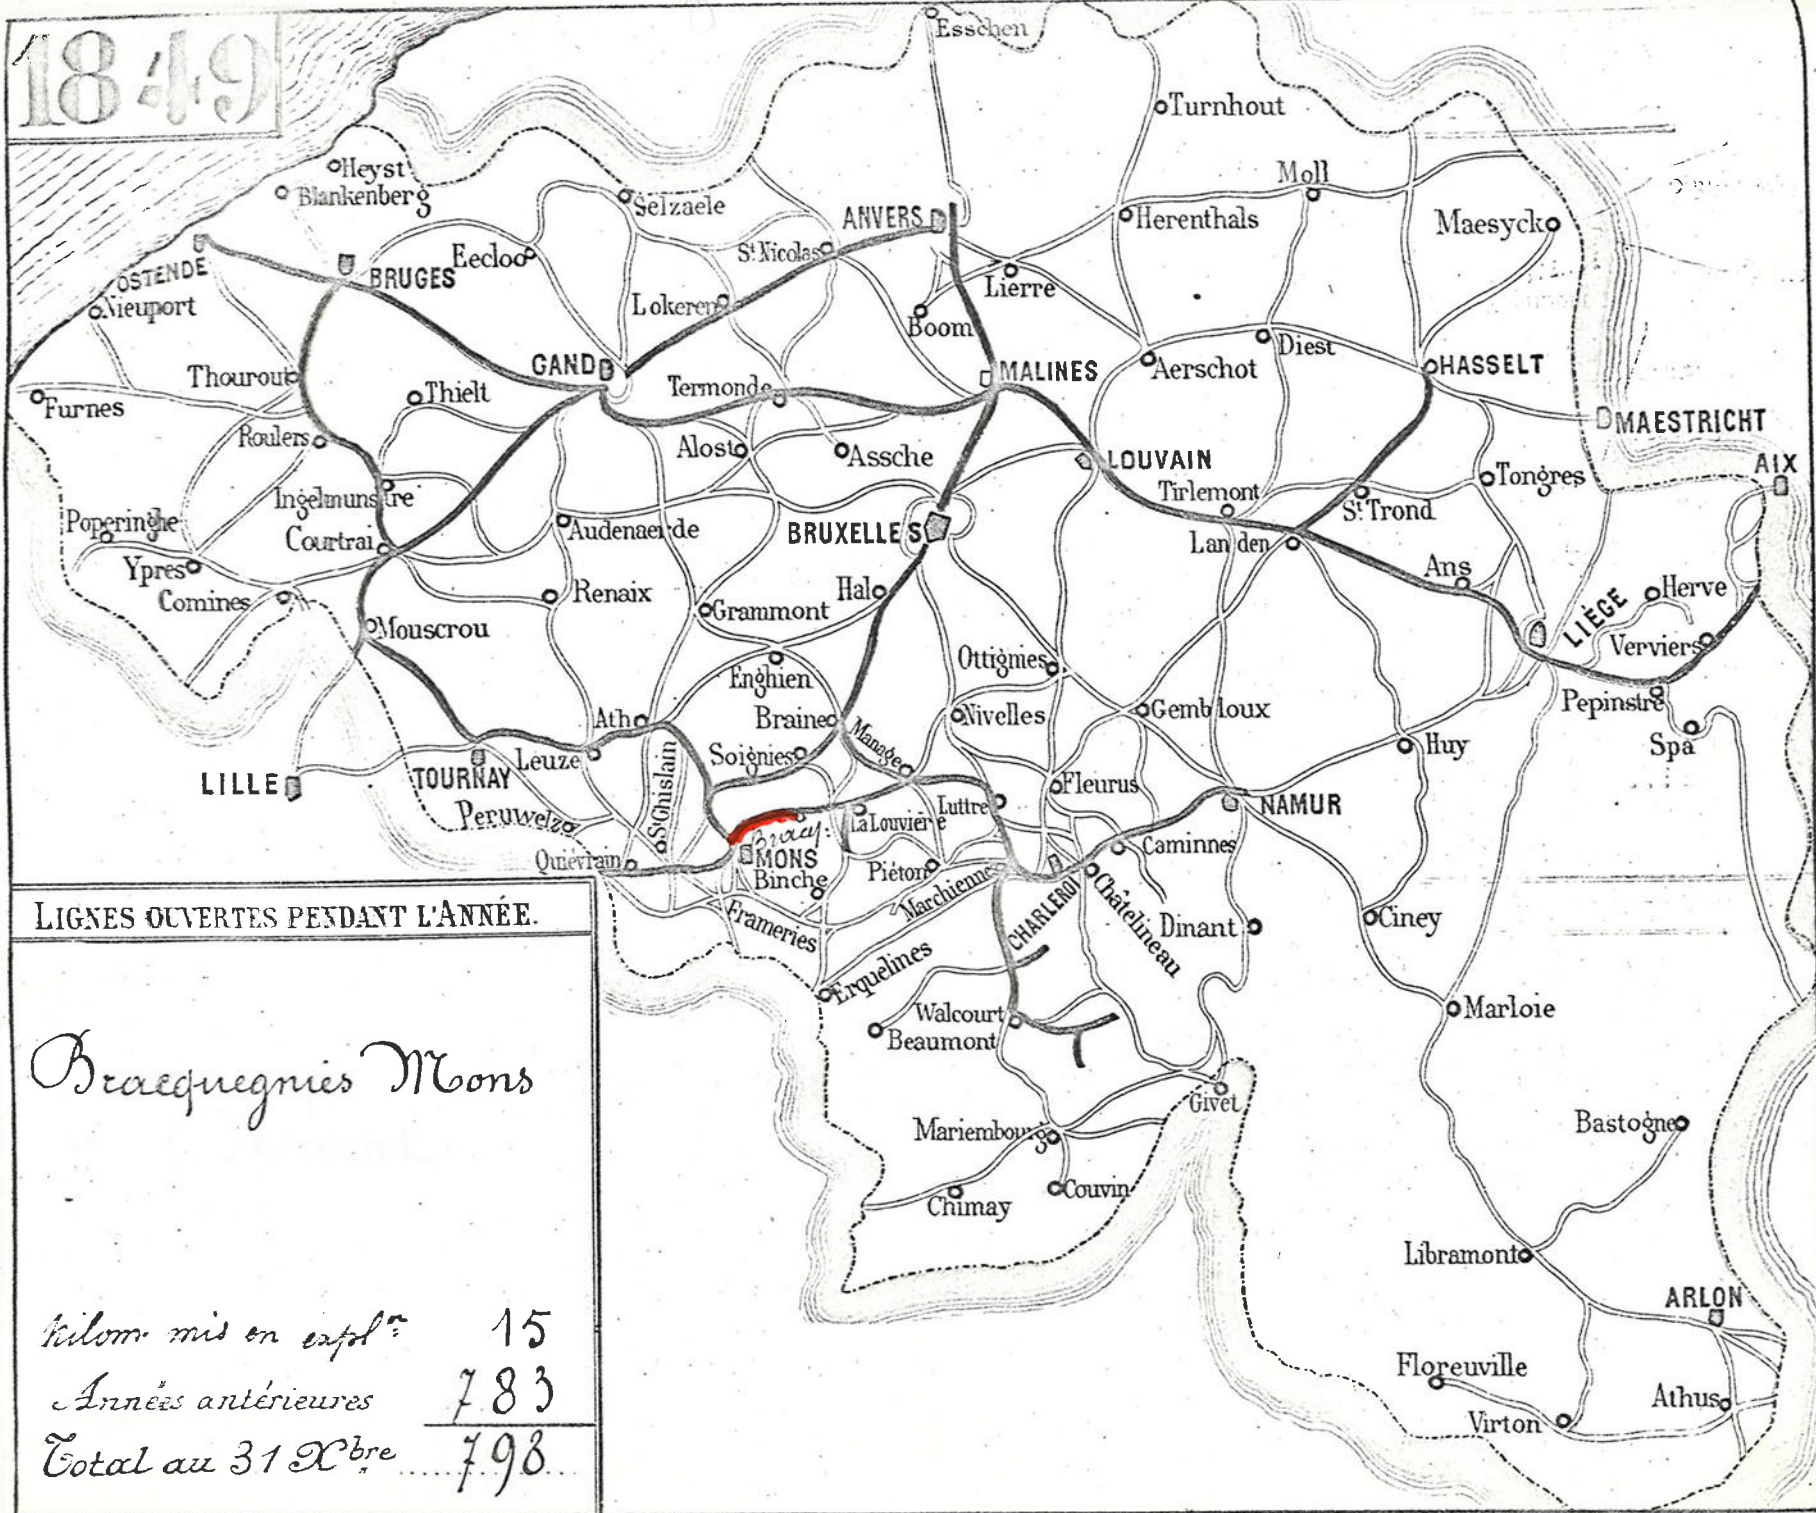 1849
Esschen
Turnhout
Heyst
Blankenberg
Selzaele
Moll
ANVERS
Herenthals
Maesyck
St Nicolas
Eecloo
OSTENDE
BRUGES
Lierre
Nieuport
Lokeren
Boom
Diest
GAND
MALINES
HASSELT
Thourout
Thielt
Termonde
Aerschot
Furnes
MAESTRICHT
Roulers
Alost
Assche
LOUVAIN
AIX
Ingelmunstre
Tirlemont
Tongres
St Trond
Poperinghe
Courtrai
Audenaerde
BRUXELLES
Landen
Ypres
Ans
Comines
Renaix
Hal
Herve
Grammont
LIÉGE
Mouscrou
Verviers
Enghien
Ottignies
Pepinstre
Ath
Braine
Nivelles
Gembloux
Manage
Huy
Spa
Leuze
Soignies
LILLE
TOURNAY
St Ghislain
Fleurus
NAMUR
Peruwelz
Bracq.
La Louvière
Luttre
Quiévrain
MONS
Caminnes
Binche
Piéton
Marchienne
CHARLEROI
Châtelineau
Frameries
Dinant
Ciney
Erquelines
Walcourt
Beaumont
Marloie
Givet
Mariembourg
Bastogne
Couvin
Chimay
Libramont
ARLON
Floreuville
Athus
Virton
LIGNES OUVERTES PENDANT L'ANNÉE.
Bracquegnies Mons
Kilom. mis en expl.on 15
Années antérieures 783
Total au 31 Xbre 798